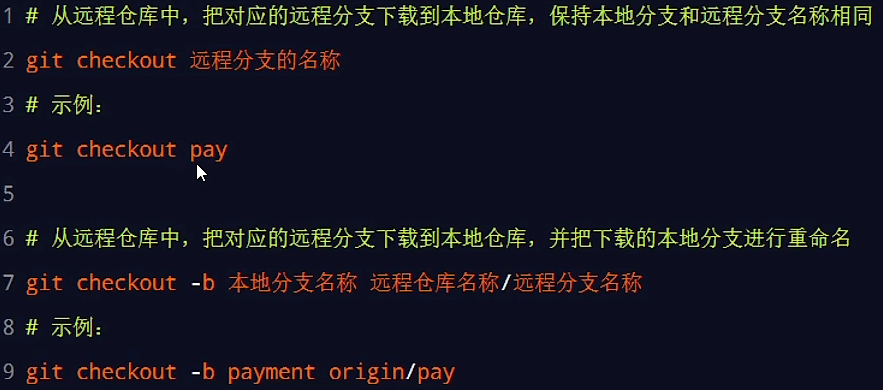 1 # 从远程仓库中，把对应的远程分支下载到本地仓库，保持本地分支和远程分支名称相同
2 git checkout 远程分支的名称
3 # 示例：
4 git checkout pay
5
6 # 从远程仓库中，把对应的远程分支下载到本地仓库，并把下载的本地分支进行重命名
7 git checkout -b 本地分支名称 远程仓库名称/远程分支名称
8 # 示例：
9 git checkout -b payment origin/pay